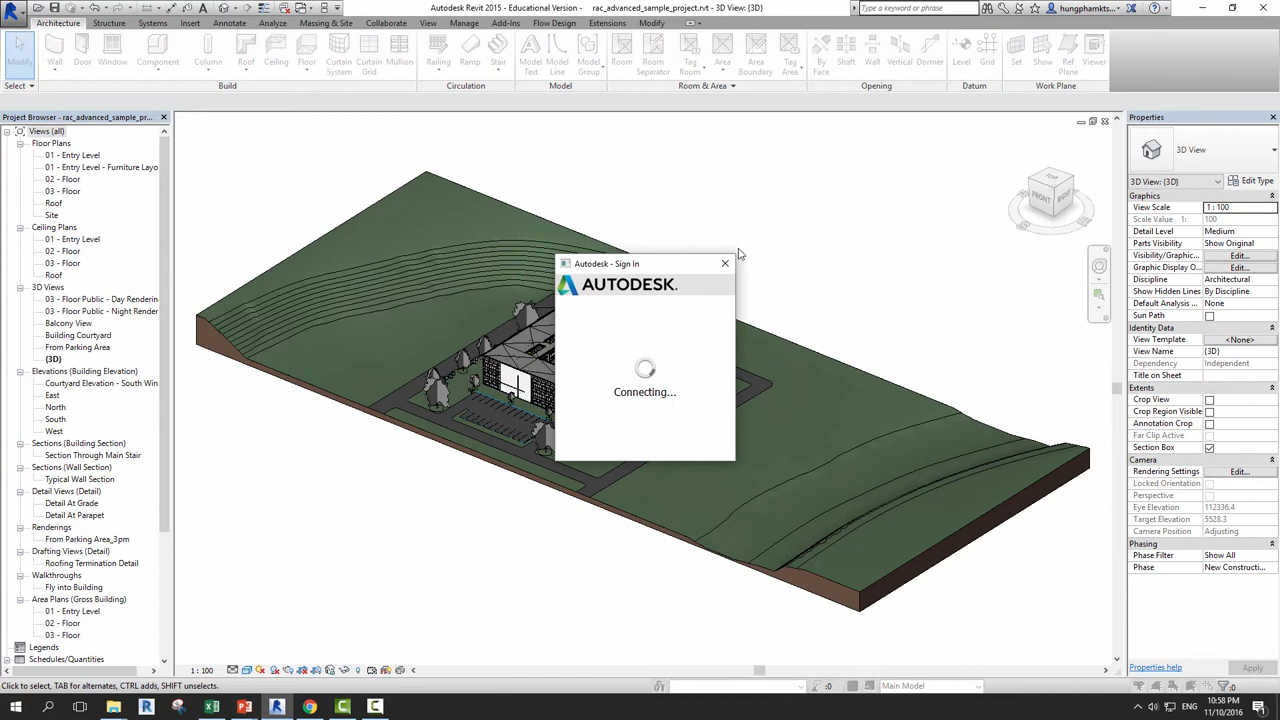 Autodesk Revit 2015 - Educational Version - rac_advanced_sample_project.rvt - 3D View: {3D}
Type a keyword or phrase
hungphamkts...
Architecture Structure Systems Insert Annotate Analyze Massing & Site Collaborate View Manage Add-Ins Flow Design Extensions Modify
Modify Wall Door Window Component Column Roof Ceiling Floor Curtain System Curtain Grid Mullion Railing Ramp Stair Model Text Model Line Model Group Room Room Separator Tag Room Area Area Boundary Tag Area By Face Shaft Wall Vertical Dormer Level Grid Set Show Ref Plane Viewer
Select Build Circulation Model Room & Area Opening Datum Work Plane
Project Browser - rac_advanced_sample_pr...
Views (all)
Floor Plans
01 - Entry Level
01 - Entry Level - Furniture Layo
02 - Floor
03 - Floor
Roof
Site
Ceiling Plans
01 - Entry Level
02 - Floor
03 - Floor
Roof
3D Views
03 - Floor Public - Day Renderin
03 - Floor Public - Night Render
Balcony View
Building Courtyard
From Parking Area
{3D}
Elevations (Building Elevation)
Courtyard Elevation - South Win
East
North
South
West
Sections (Building Section)
Section Through Main Stair
Sections (Wall Section)
Typical Wall Section
Detail Views (Detail)
Detail At Grade
Detail At Parapet
Renderings
From Parking Area_3pm
Drafting Views (Detail)
Roofing Termination Detail
Walkthroughs
Fly into Building
Area Plans (Gross Building)
01 - Entry Level
02 - Floor
03 - Floor
Legends
Schedules/Quantities
TOP
FRONT
RIGHT
Autodesk - Sign In
AUTODESK.
Connecting...
Properties
3D View
3D View: {3D} Edit Type
Graphics
View Scale 1 : 100
Scale Value 1: 100
Detail Level Medium
Parts Visibility Show Original
Visibility/Graphic... Edit...
Graphic Display O... Edit...
Discipline Architectural
Show Hidden Lines By Discipline
Default Analysis ... None
Sun Path
Identity Data
View Template <None>
View Name {3D}
Dependency Independent
Title on Sheet
Extents
Crop View
Crop Region Visible
Annotation Crop
Far Clip Active
Section Box
Camera
Rendering Settings Edit...
Locked Orientation
Perspective
Eye Elevation 112336.4
Target Elevation 5528.3
Camera Position Adjusting
Phasing
Phase Filter Show All
Phase New Constructi...
Properties help Apply
1 : 100
Click to select, TAB for alternates, CTRL adds, SHIFT unselects.
:0 Main Model :0
ENG 10:58 PM
11/10/2016